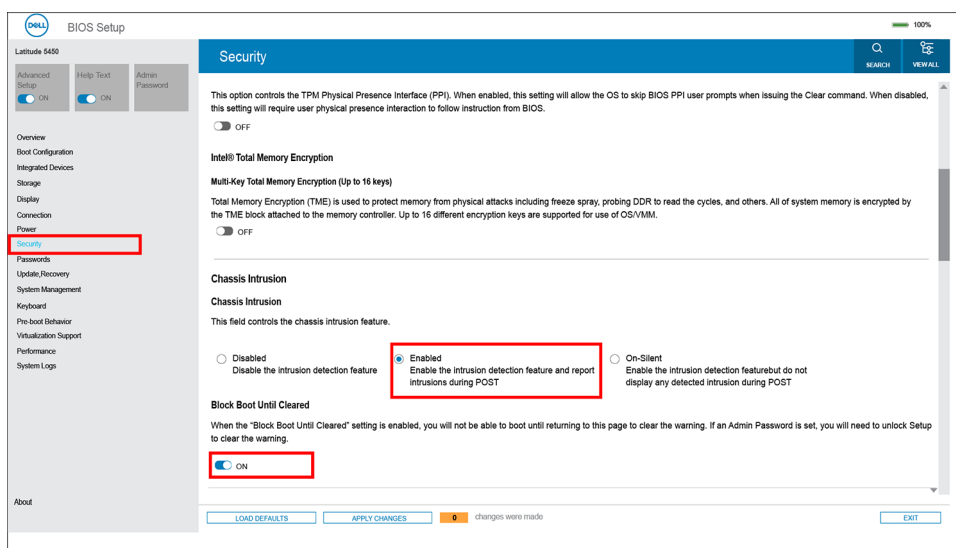 DELL
BIOS Setup
100%
Latitude 5450
Advanced Setup
ON
Help Text
ON
Admin Password
Overview
Boot Configuration
Integrated Devices
Storage
Display
Connection
Power
Security
Passwords
Update,Recovery
System Management
Keyboard
Pre-boot Behavior
Virtualization Support
Performance
System Logs
About
Security
SEARCH
VIEW ALL
This option controls the TPM Physical Presence Interface (PPI). When enabled, this setting will allow the OS to skip BIOS PPI user prompts when issuing the Clear command. When disabled,
this setting will require user physical presence interaction to follow instruction from BIOS.
OFF
Intel® Total Memory Encryption
Multi-Key Total Memory Encryption (Up to 16 keys)
Total Memory Encryption (TME) is used to protect memory from physical attacks including freeze spray, probing DDR to read the cycles, and others. All of system memory is encrypted by
the TME block attached to the memory controller. Up to 16 different encryption keys are supported for use of OS/VMM.
OFF
Chassis Intrusion
Chassis Intrusion
This field controls the chassis intrusion feature.
Disabled
Disable the intrusion detection feature
Enabled
Enable the intrusion detection feature and report
intrusions during POST
On-Silent
Enable the intrusion detection featurebut do not
display any detected intrusion during POST
Block Boot Until Cleared
When the “Block Boot Until Cleared” setting is enabled, you will not be able to boot until returning to this page to clear the warning. If an Admin Password is set, you will need to unlock Setup
to clear the warning.
ON
LOAD DEFAULTS
APPLY CHANGES
0
changes were made
EXIT